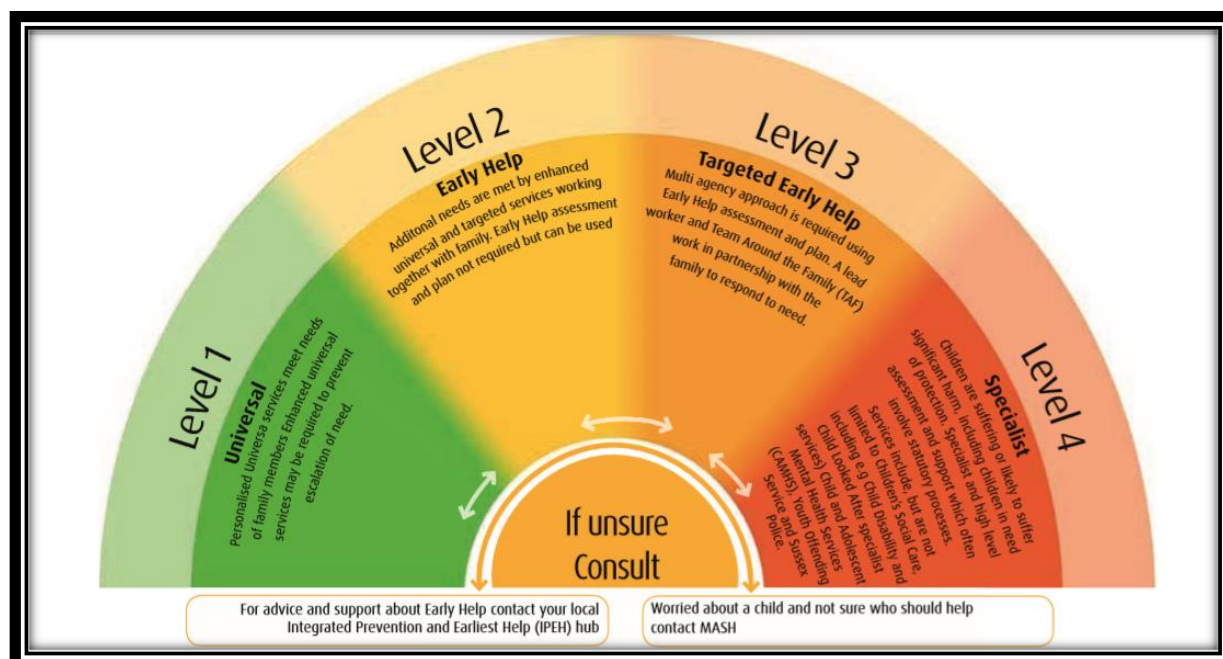 Level 1
Universal
Personalised Universa services meet needs
of family members Enhanced universal
services may be required to prevent
escalation of need.
Level 2
Early Help
Additonal needs are met by enhanced
universal and targeted services working
together with family. Early Help assessment
and plan not required but can be used
Level 3
Targeted Early Help
Multi agency approach is required using
Early Help assessment and plan. A lead
worker and Team Around the Family (TAF)
work in partnership with the
family to respond to need.
Level 4
Specialist
Children are suffering or likely to suffer
significant harm, including children in need
of protection. Specialist and high level
assessment and support which often
involve statutory processes.
Services include, but are not
limited to Children's Social Care,
including e.g Child Disability and
Child Looked After specialist
services) Child and Adolescent
Mental Health Services
(CAMHS), Youth Offending
Service and Sussex
Police.
If unsure
Consult
For advice and support about Early Help contact your local
Integrated Prevention and Earliest Help (IPEH) hub
Worried about a child and not sure who should help
contact MASH